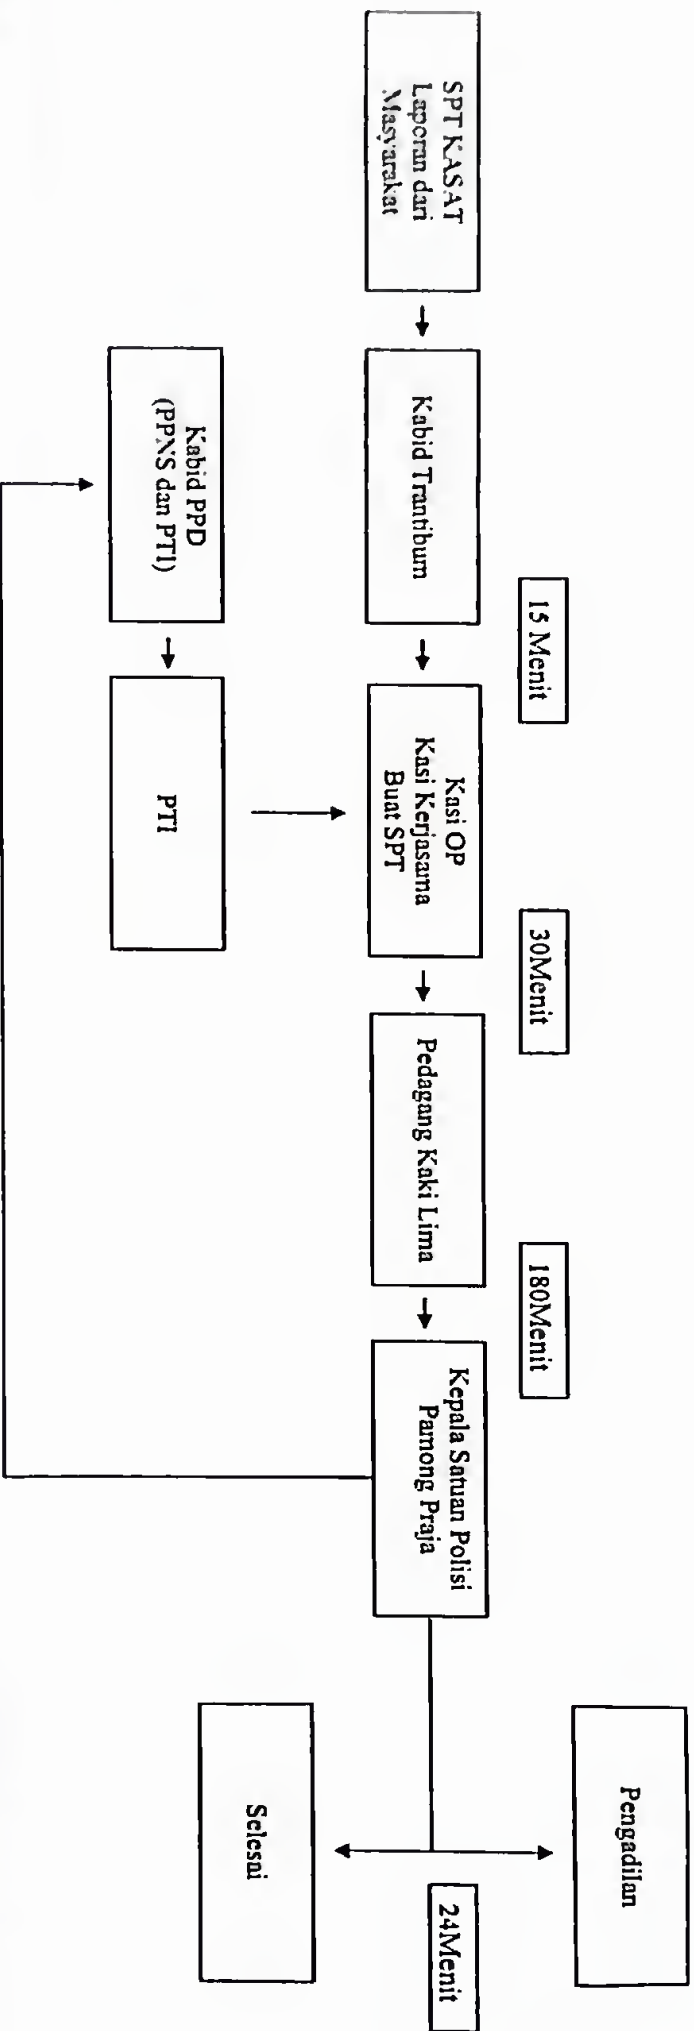 SPT KASAT
Laporan dari
Masyarakat
Kabid Trantibum
15 Menit
Kasi OP
Kasi Kerjasama
Buat SPT
30Menit
Pedagang Kaki Lima
180Menit
Kepala Satuan Polisi
Pamong Praja
Pengadilan
24Menit
Selesai
Kabid PPD
(PPNS dan PTI)
PTI